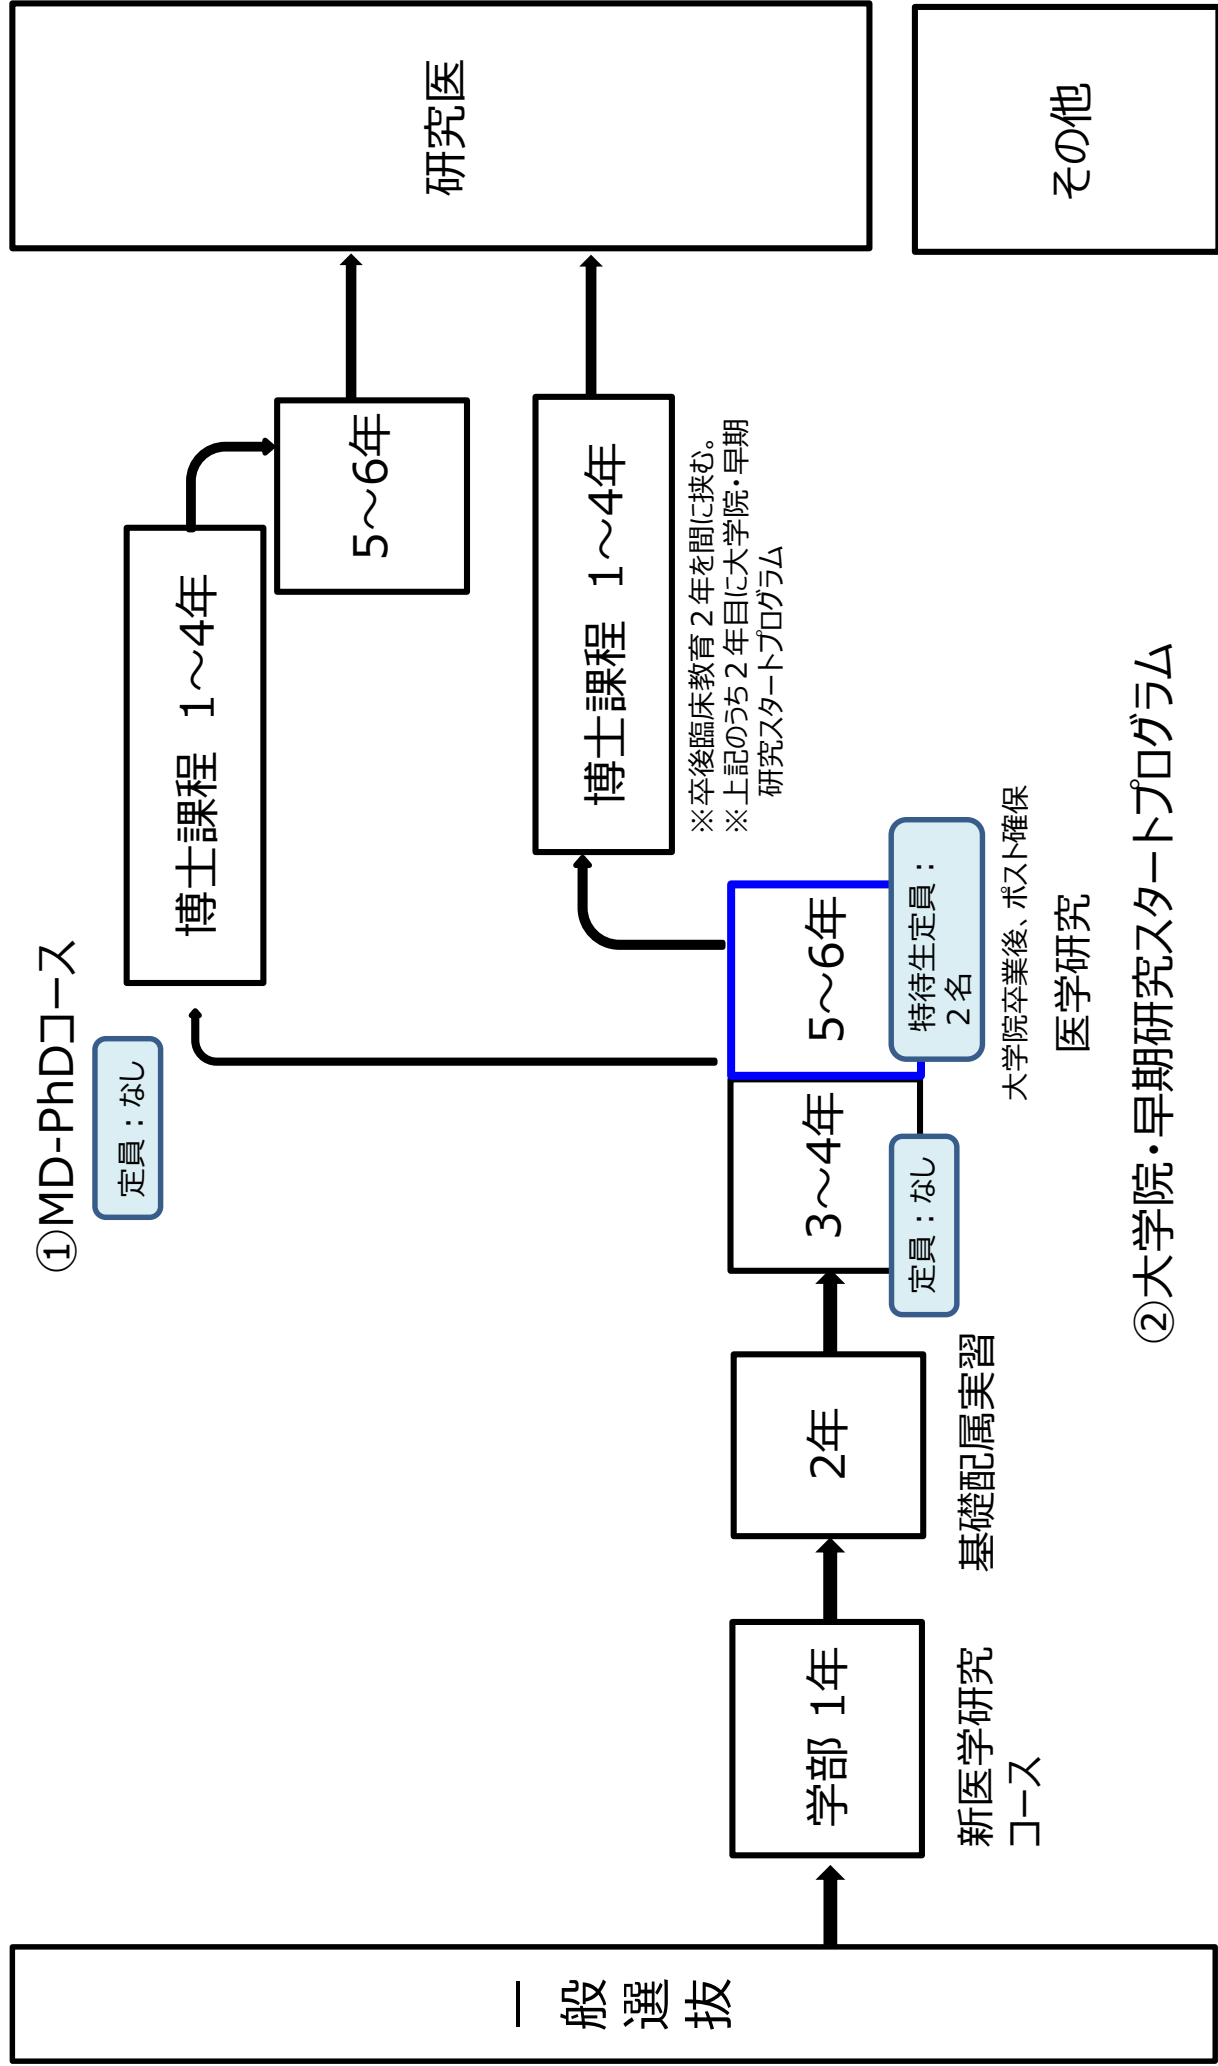 ①MD-PhDコース
定員：なし
博士課程 1～4年
5～6年
研究医
一般選抜
学部 1年
新医学研究
コース
2年
基礎配属実習
3～4年
定員：なし
5～6年
特待生定員：
２名
大学院卒業後、ポスト確保
医学研究
博士課程 1～4年
※卒後臨床教育２年を間に挟む。
※上記のうち２年目に大学院・早期
研究スタートプログラム
②大学院・早期研究スタートプログラム
その他